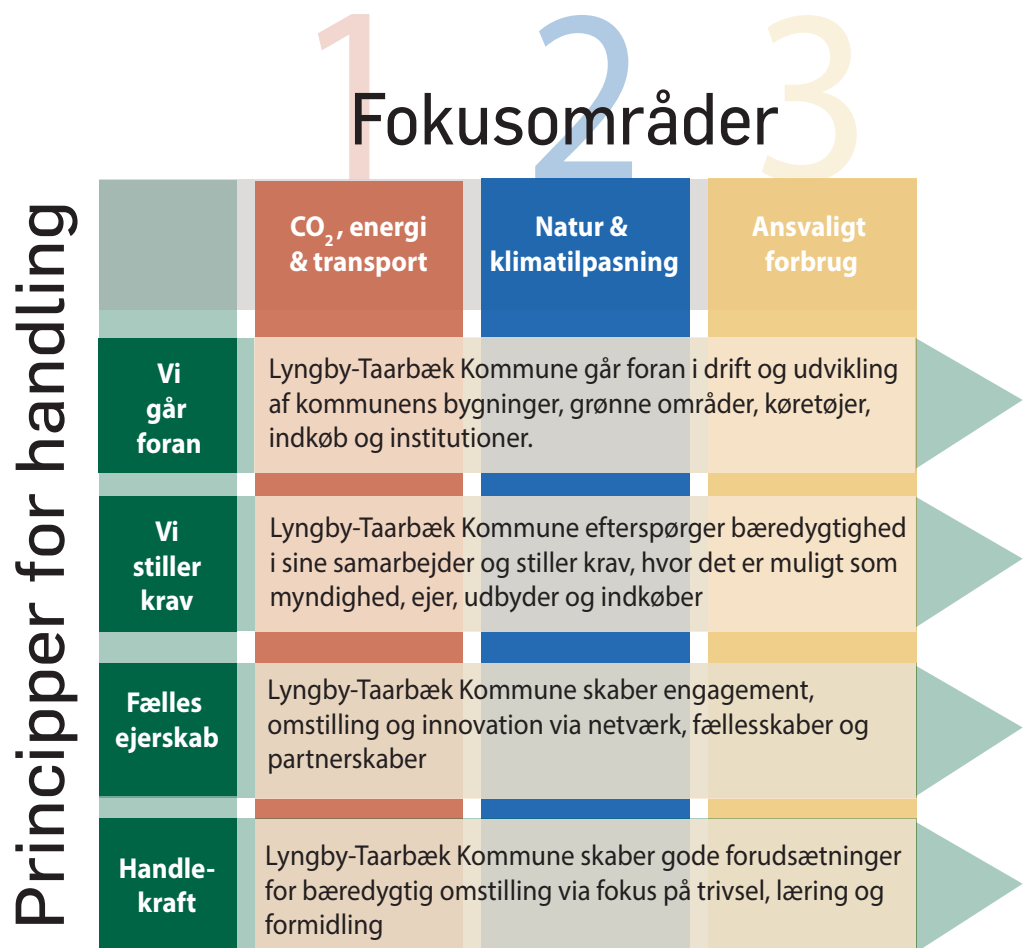 1 2 3
Fokusområder
Principper for handling
CO₂, energi
& transport
Natur &
klimatilpasning
Ansvaligt
forbrug
Vi
går
foran
Lyngby-Taarbæk Kommune går foran i drift og udvikling
af kommunens bygninger, grønne områder, køretøjer,
indkøb og institutioner.
Vi
stiller
krav
Lyngby-Taarbæk Kommune efterspørger bæredygtighed
i sine samarbejder og stiller krav, hvor det er muligt som
myndighed, ejer, udbyder og indkøber
Fælles
ejerskab
Lyngby-Taarbæk Kommune skaber engagement,
omstilling og innovation via netværk, fællesskaber og
partnerskaber
Handle-
kraft
Lyngby-Taarbæk Kommune skaber gode forudsætninger
for bæredygtig omstilling via fokus på trivsel, læring og
formidling